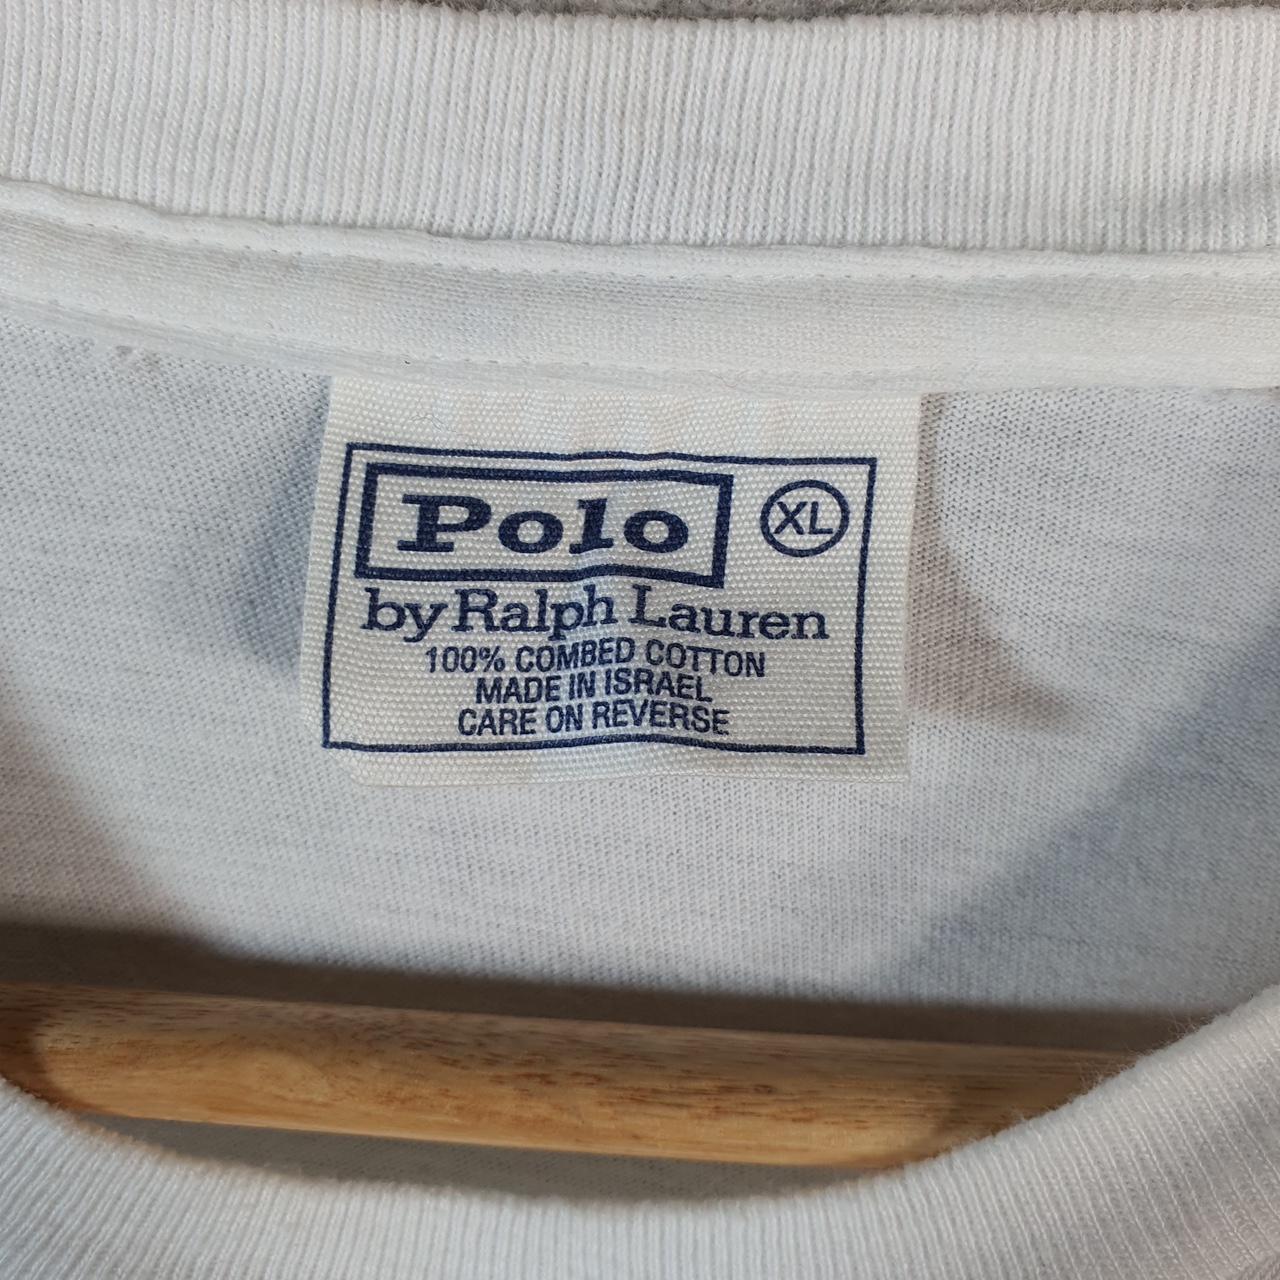 Polo XL
by Ralph Lauren
100% COMBED COTTON
MADE IN ISRAEL
CARE ON REVERSE